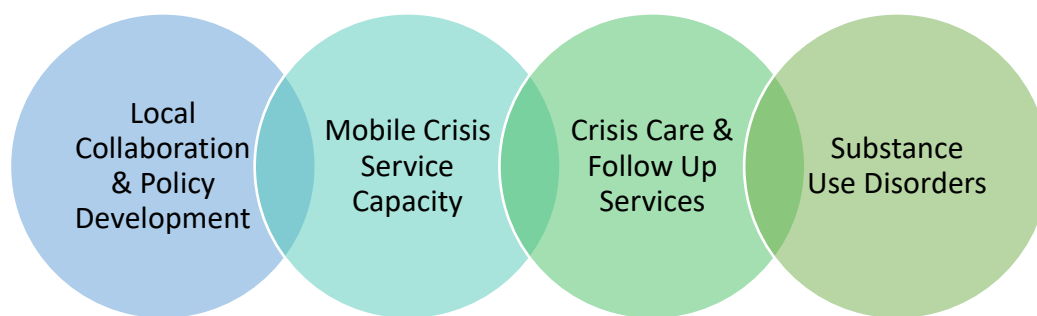 Local
Collaboration
& Policy
Development
Mobile Crisis
Service
Capacity
Crisis Care &
Follow Up
Services
Substance
Use Disorders